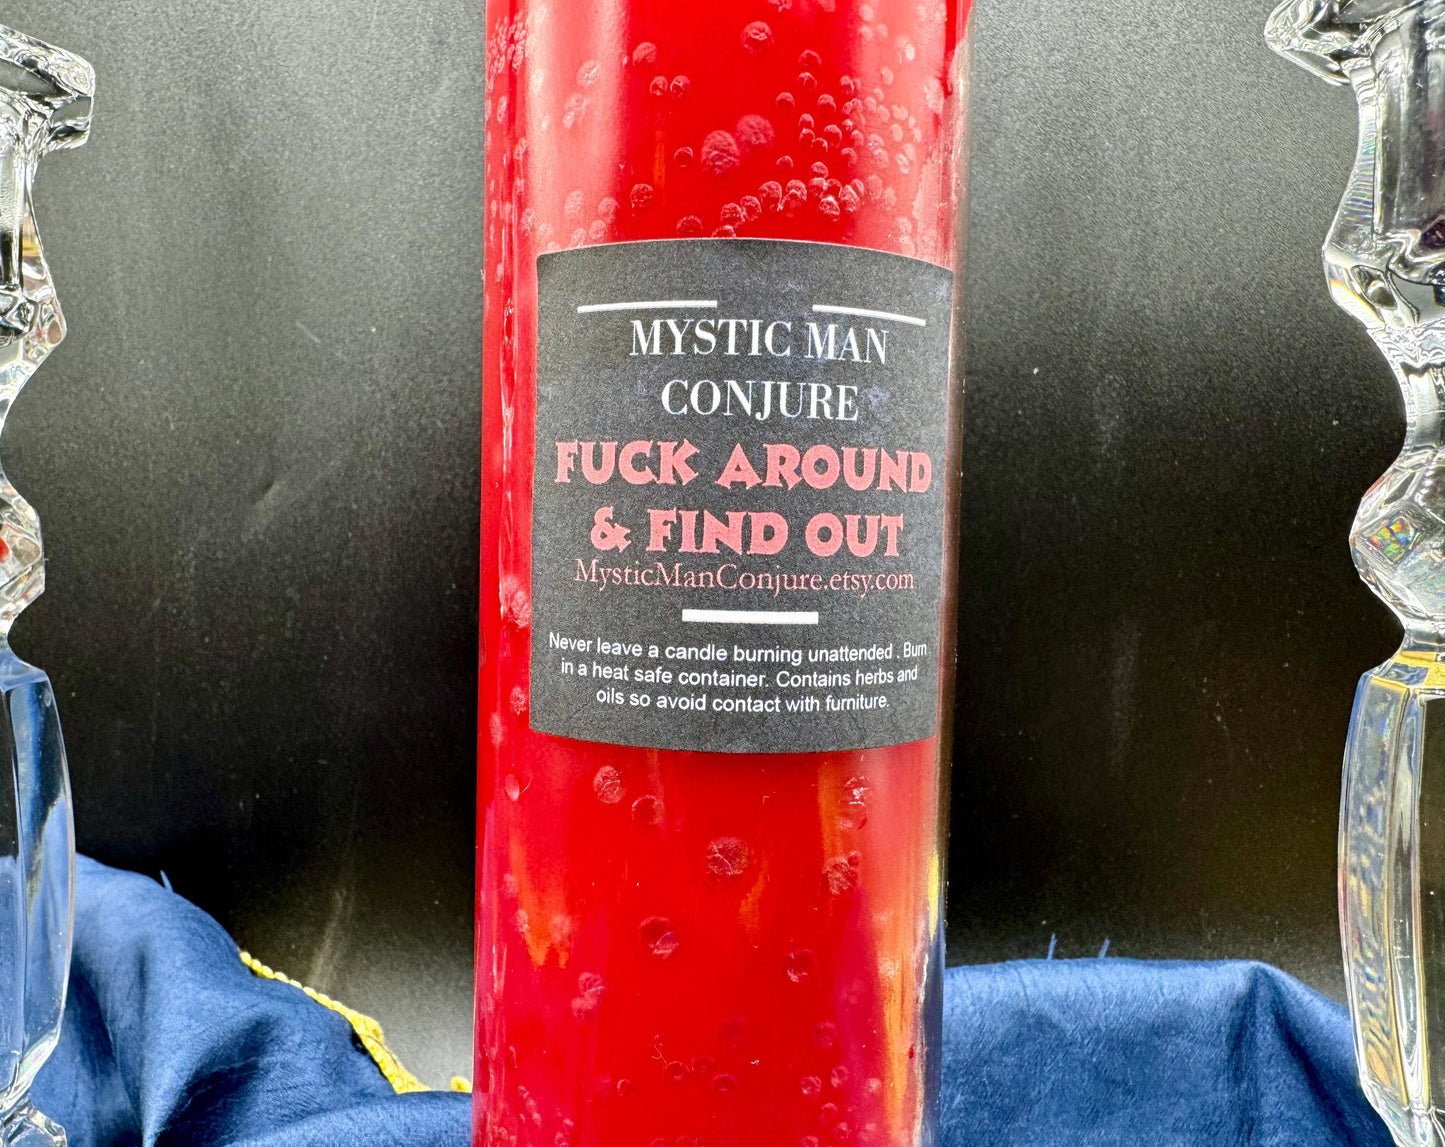 MYSTIC MAN
CONJURE
FUCK AROUND
& FIND OUT
MysticManConjure.etsy.com
Never leave a candle burning unattended . Burn
in a heat safe container. Contains herbs and
oils so avoid contact with furniture.